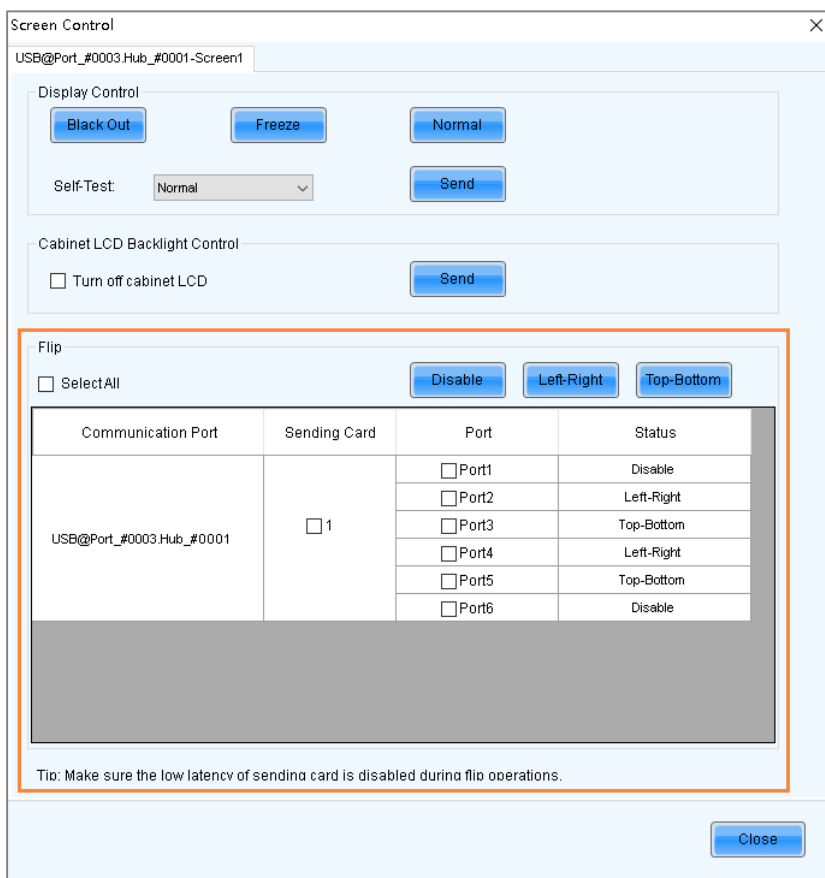 Screen Control
USB@Port_#0003.Hub_#0001-Screen1
Display Control
Black Out Freeze Normal
Self-Test: Normal Send
Cabinet LCD Backlight Control
Turn off cabinet LCD Send
Flip
Select All Disable Left-Right Top-Bottom
Communication Port Sending Card Port Status
Port1 Disable
Port2 Left-Right
USB@Port_#0003.Hub_#0001 1 Port3 Top-Bottom
Port4 Left-Right
Port5 Top-Bottom
Port6 Disable
Tip: Make sure the low latency of sending card is disabled during flip operations.
Close